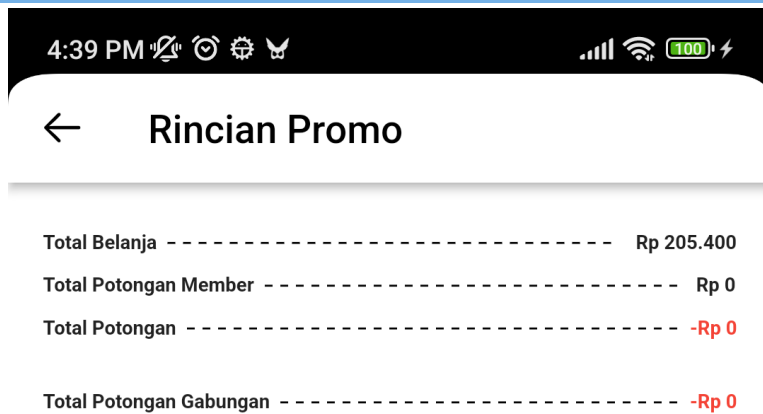 4:39 PM 100
Rincian Promo
Total Belanja Rp 205.400
Total Potongan Member Rp 0
Total Potongan -Rp 0
Total Potongan Gabungan -Rp 0